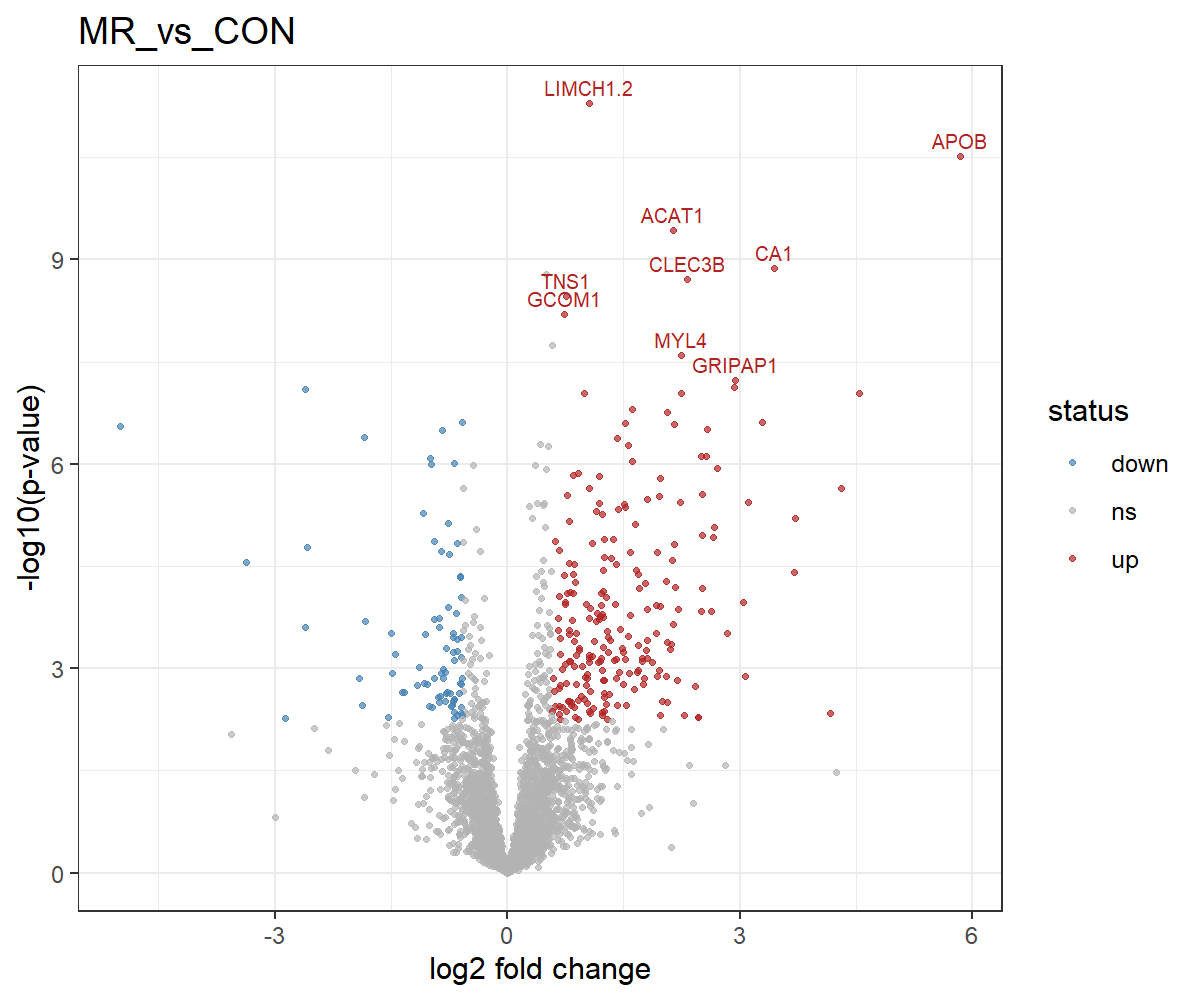 MR_vs_CON
LIMCH1.2
APOB
ACAT1
CA1
CLEC3B
TNS1
GCOM1
MYL4
GRIPAP1
9
6
3
0
-log10(p-value)
-3 0 3 6
log2 fold change
status
down
ns
up